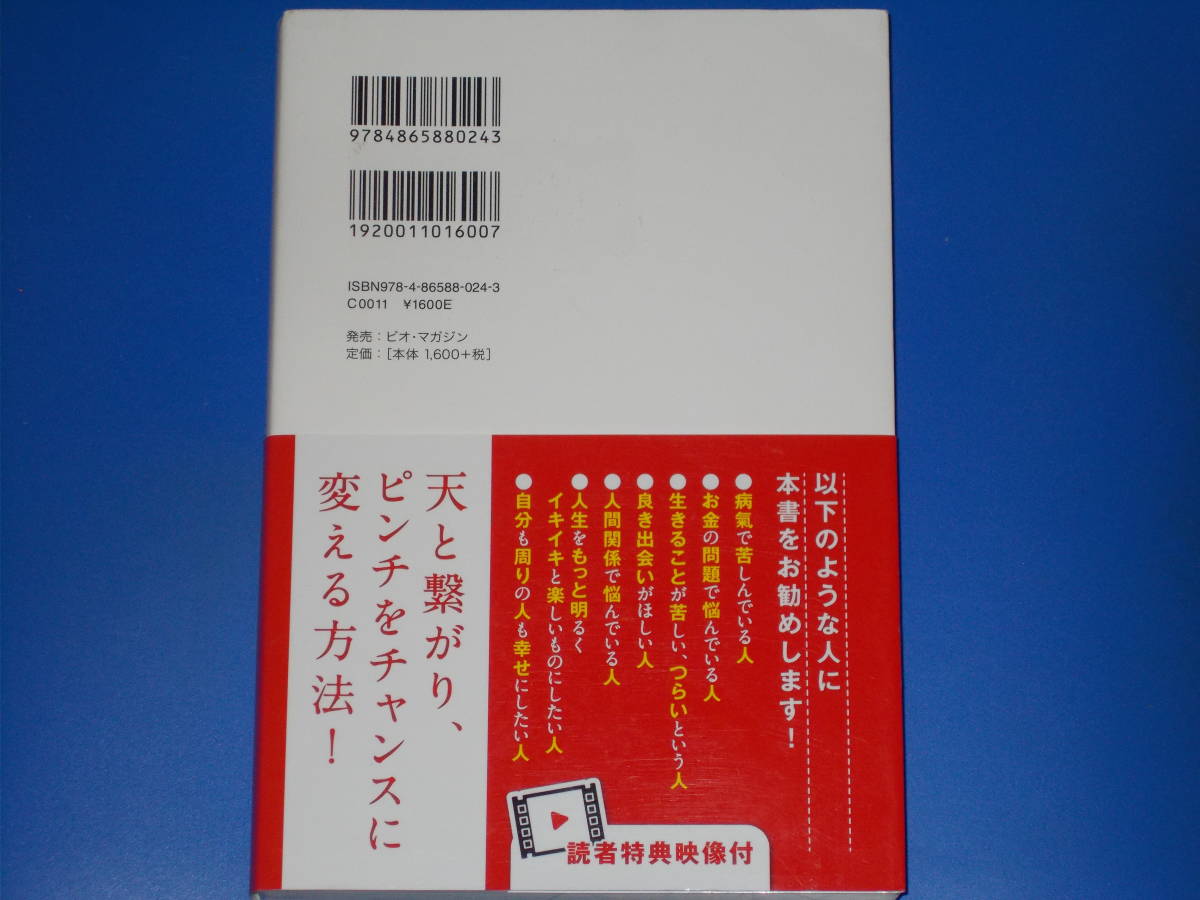 9784865880243
1920011016007
ISBN978-4-86588-024-3
C0011 ¥1600E
発売：ビオ・マガジン
定価：[本体 1,600+税]
以下のような人に
本書をお勧めします！
●病氣で苦しんでいる人
●お金の問題で悩んでいる人
●生きることが苦しい、つらいという人
●良き出会いがほしい人
●人間関係で悩んでいる人
●人生をもっと明るく
イキイキと楽しいものにしたい人
●自分も周りの人も幸せにしたい人
天と繋がり、
ピンチをチャンスに
変える方法！
読者特典映像付